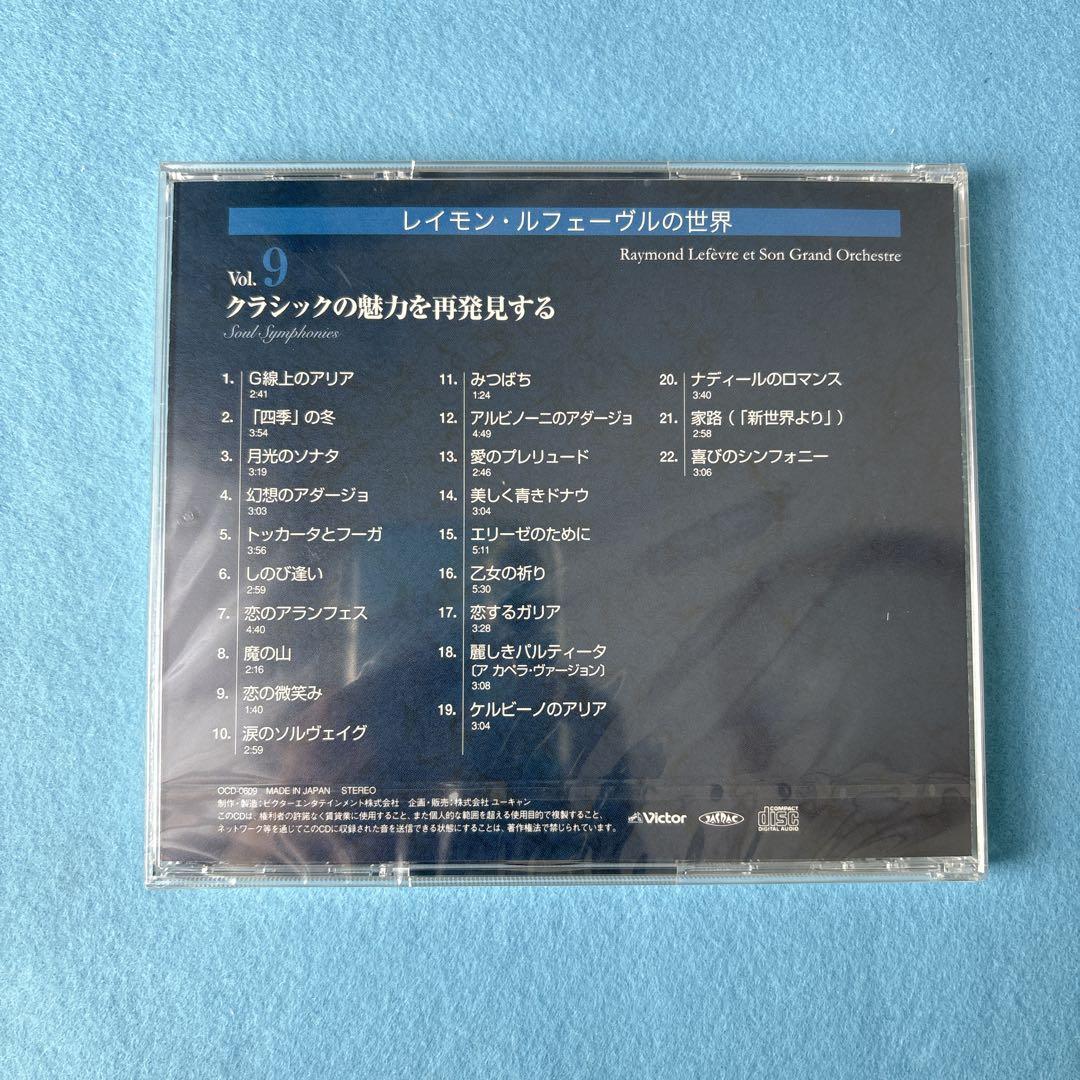 レイモン・ルフェーヴルの世界
Raymond Lefèvre et Son Grand Orchestre
Vol. 9
クラシックの魅力を再発見する
Soul Symphonies
1. G線上のアリア
2:41
2. 「四季」の冬
3:54
3. 月光のソナタ
3:19
4. 幻想のアダージョ
3:03
5. トッカータとフーガ
3:56
6. しのび逢い
2:59
7. 恋のアランフェス
4:40
8. 魔の山
2:16
9. 恋の微笑み
1:40
10. 涙のソルヴェイグ
2:59
11. みつばち
1:24
12. アルビノーニのアダージョ
4:49
13. 愛のプレリュード
2:46
14. 美しく青きドナウ
3:04
15. エリーゼのために
5:11
16. 乙女の祈り
5:30
17. 恋するガリア
3:28
18. 麗しきパルティータ
〔ア カペラ・ヴァージョン〕
3:08
19. ケルビーノのアリア
3:04
20. ナディールのロマンス
3:40
21. 家路(「新世界より」)
2:58
22. 喜びのシンフォニー
3:06
OCD-0609 MADE IN JAPAN STEREO
制作・製造:ビクターエンタテインメント株式会社 企画・販売:株式会社 ユーキャン
このCDは、権利者の許諾なく賃貸業に使用すること、また個人的な範囲を超える使用目的で複製すること、
ネットワーク等を通じてこのCDに収録された音を送信できる状態にすることは、著作権法で禁じられています。
Victor
JASRAC
COMPACT
disc
DIGITAL AUDIO